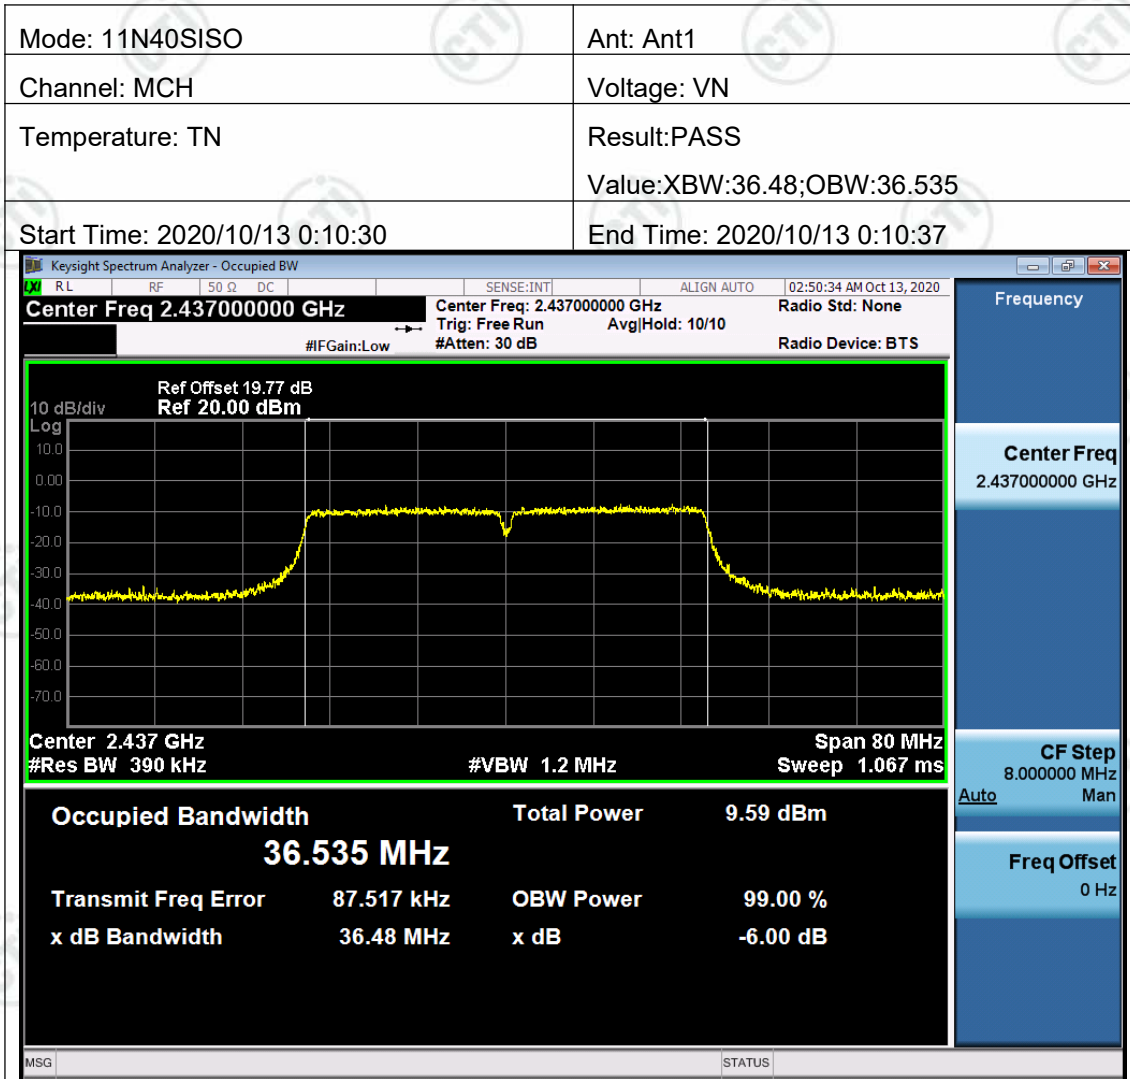 Mode: 11N40SISO
Ant: Ant1
Channel: MCH
Voltage: VN
Temperature: TN
Result:PASS
Value:XBW:36.48;OBW:36.535
Start Time: 2020/10/13 0:10:30
End Time: 2020/10/13 0:10:37
Keysight Spectrum Analyzer - Occupied BW
LXI RL RF 50 Ω DC SENSE:INT ALIGN AUTO 02:50:34 AM Oct 13, 2020
Center Freq 2.437000000 GHz
Center Freq: 2.437000000 GHz
Radio Std: None
Trig: Free Run
Avg|Hold: 10/10
#IFGain:Low
#Atten: 30 dB
Radio Device: BTS
Ref Offset 19.77 dB
10 dB/div
Ref 20.00 dBm
Log
10.0
0.00
-10.0
-20.0
-30.0
-40.0
-50.0
-60.0
-70.0
Center 2.437 GHz
Span 80 MHz
#Res BW 390 kHz
#VBW 1.2 MHz
Sweep 1.067 ms
Occupied Bandwidth
Total Power 9.59 dBm
36.535 MHz
Transmit Freq Error 87.517 kHz
OBW Power 99.00 %
x dB Bandwidth 36.48 MHz
x dB -6.00 dB
MSG
STATUS
Frequency
Center Freq
2.437000000 GHz
CF Step
8.000000 MHz
Auto Man
Freq Offset
0 Hz
CTI
CTI
CTI
CTI
CTI
CTI
CTI